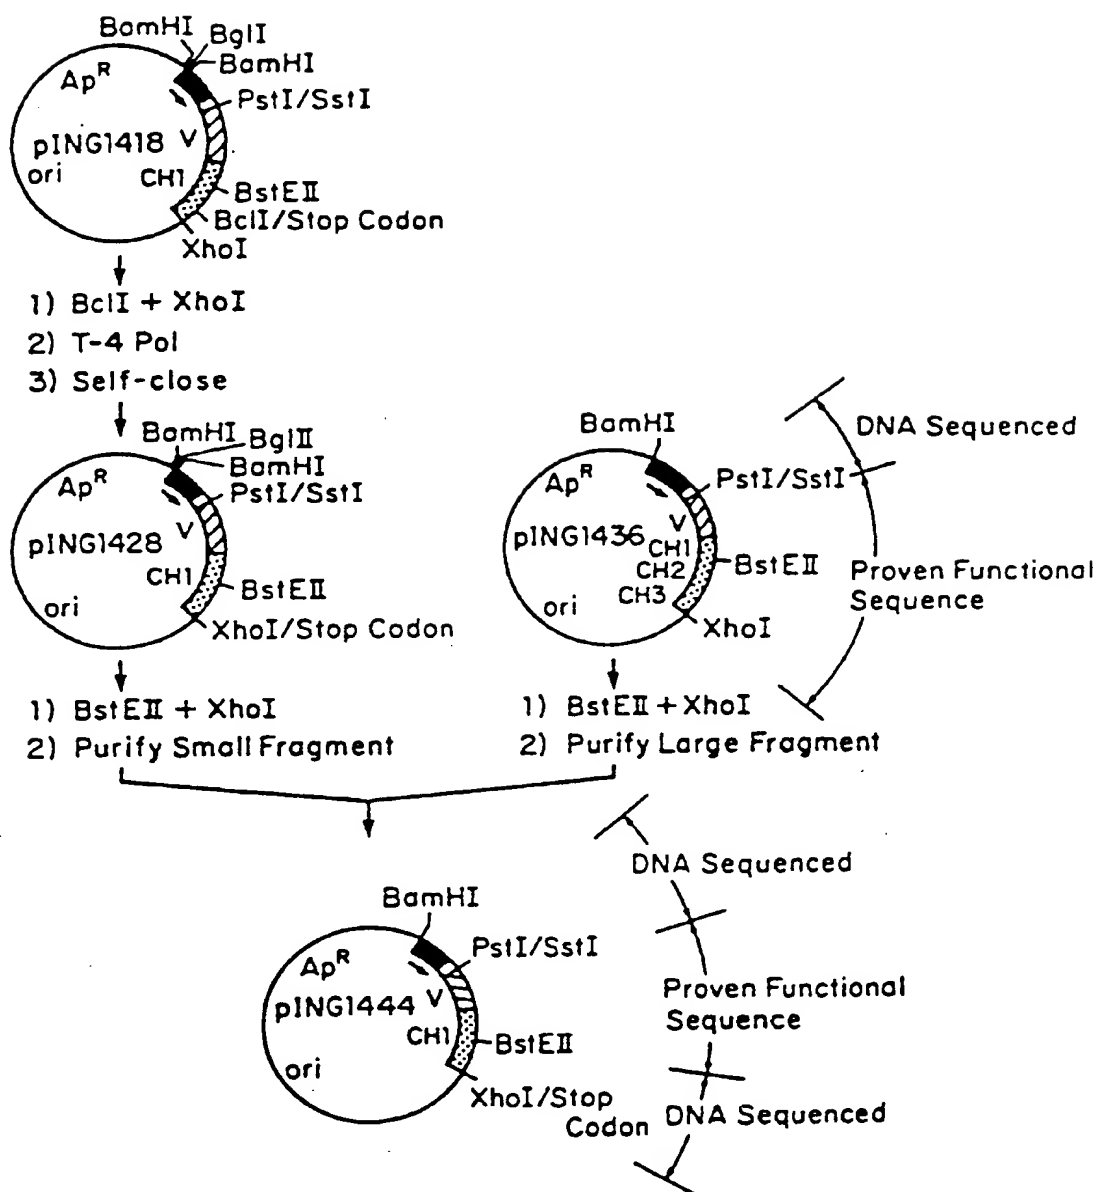 BamHI
BglI
BamHI
Ap^R
PstI/SstI
pING1418
V
ori
CH1
BstEII
BclI/Stop Codon
XhoI
1) BclI + XhoI
2) T-4 Pol
3) Self-close
BamHI
BglII
BamHI
Ap^R
PstI/SstI
pING1428
V
CH1
BstEII
ori
XhoI/Stop Codon
1) BstEII + XhoI
2) Purify Small Fragment
BamHI
Ap^R
PstI/SstI
pING1436
V
CH1
CH2
CH3
BstEII
ori
XhoI
DNA Sequenced
Proven Functional
Sequence
1) BstEII + XhoI
2) Purify Large Fragment
BamHI
Ap^R
PstI/SstI
pING1444
V
CH1
BstEII
ori
XhoI/Stop
Codon
DNA Sequenced
Proven Functional
Sequence
DNA Sequenced